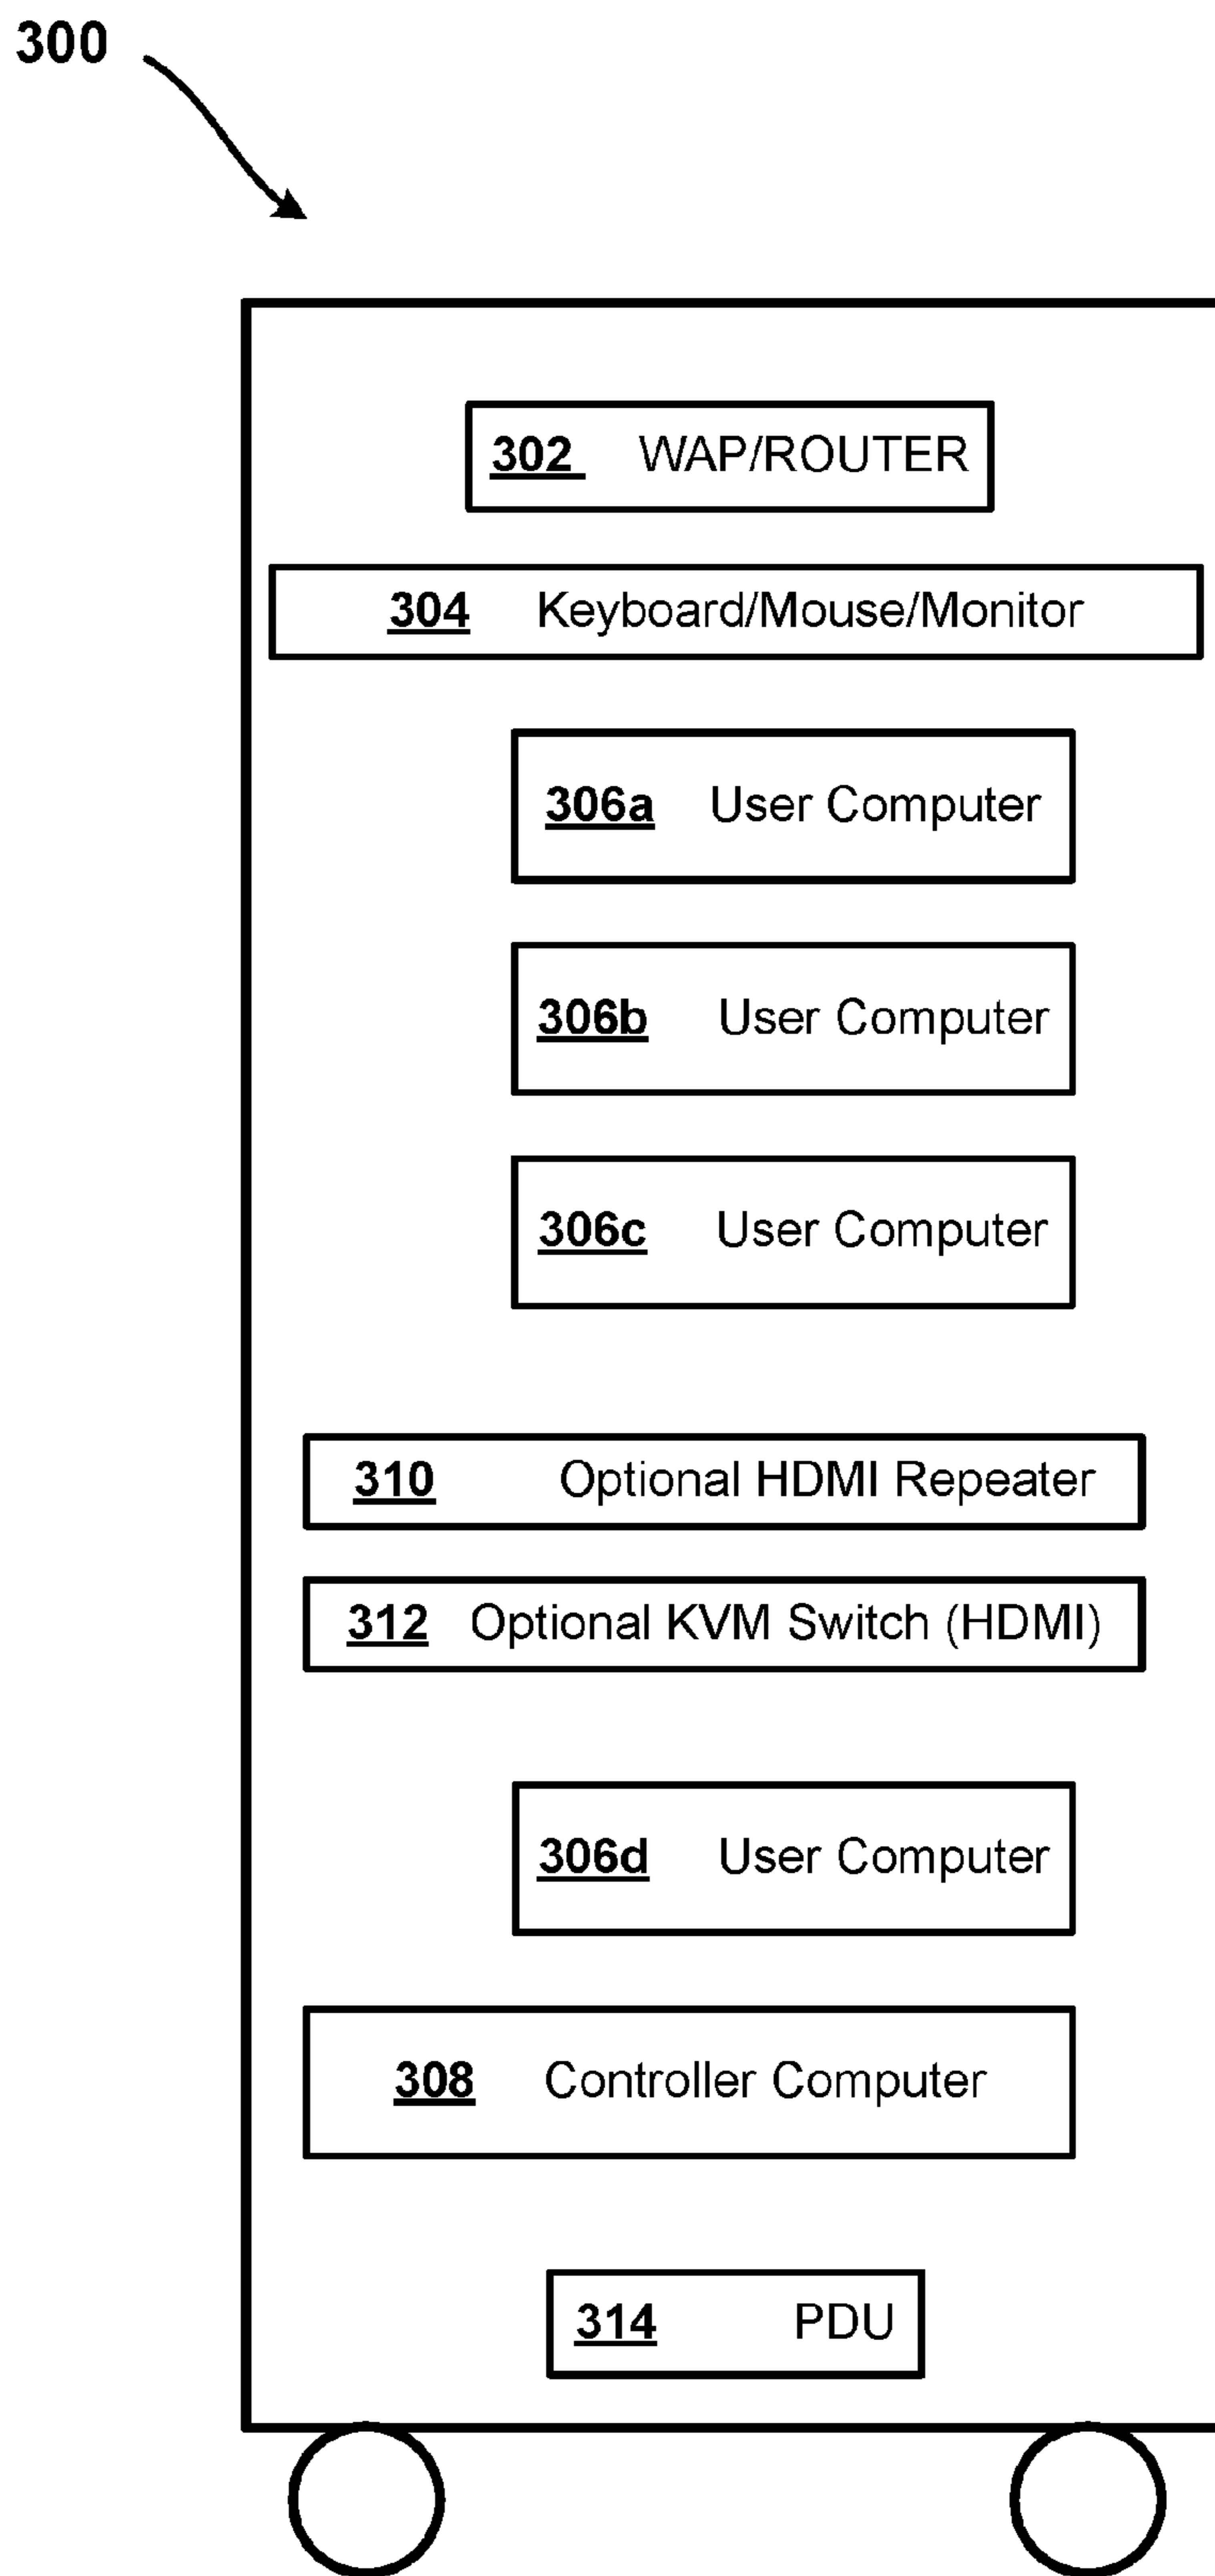 300
302 WAP/ROUTER
304 Keyboard/Mouse/Monitor
306a User Computer
306b User Computer
306c User Computer
310 Optional HDMI Repeater
312 Optional KVM Switch (HDMI)
306d User Computer
308 Controller Computer
314 PDU